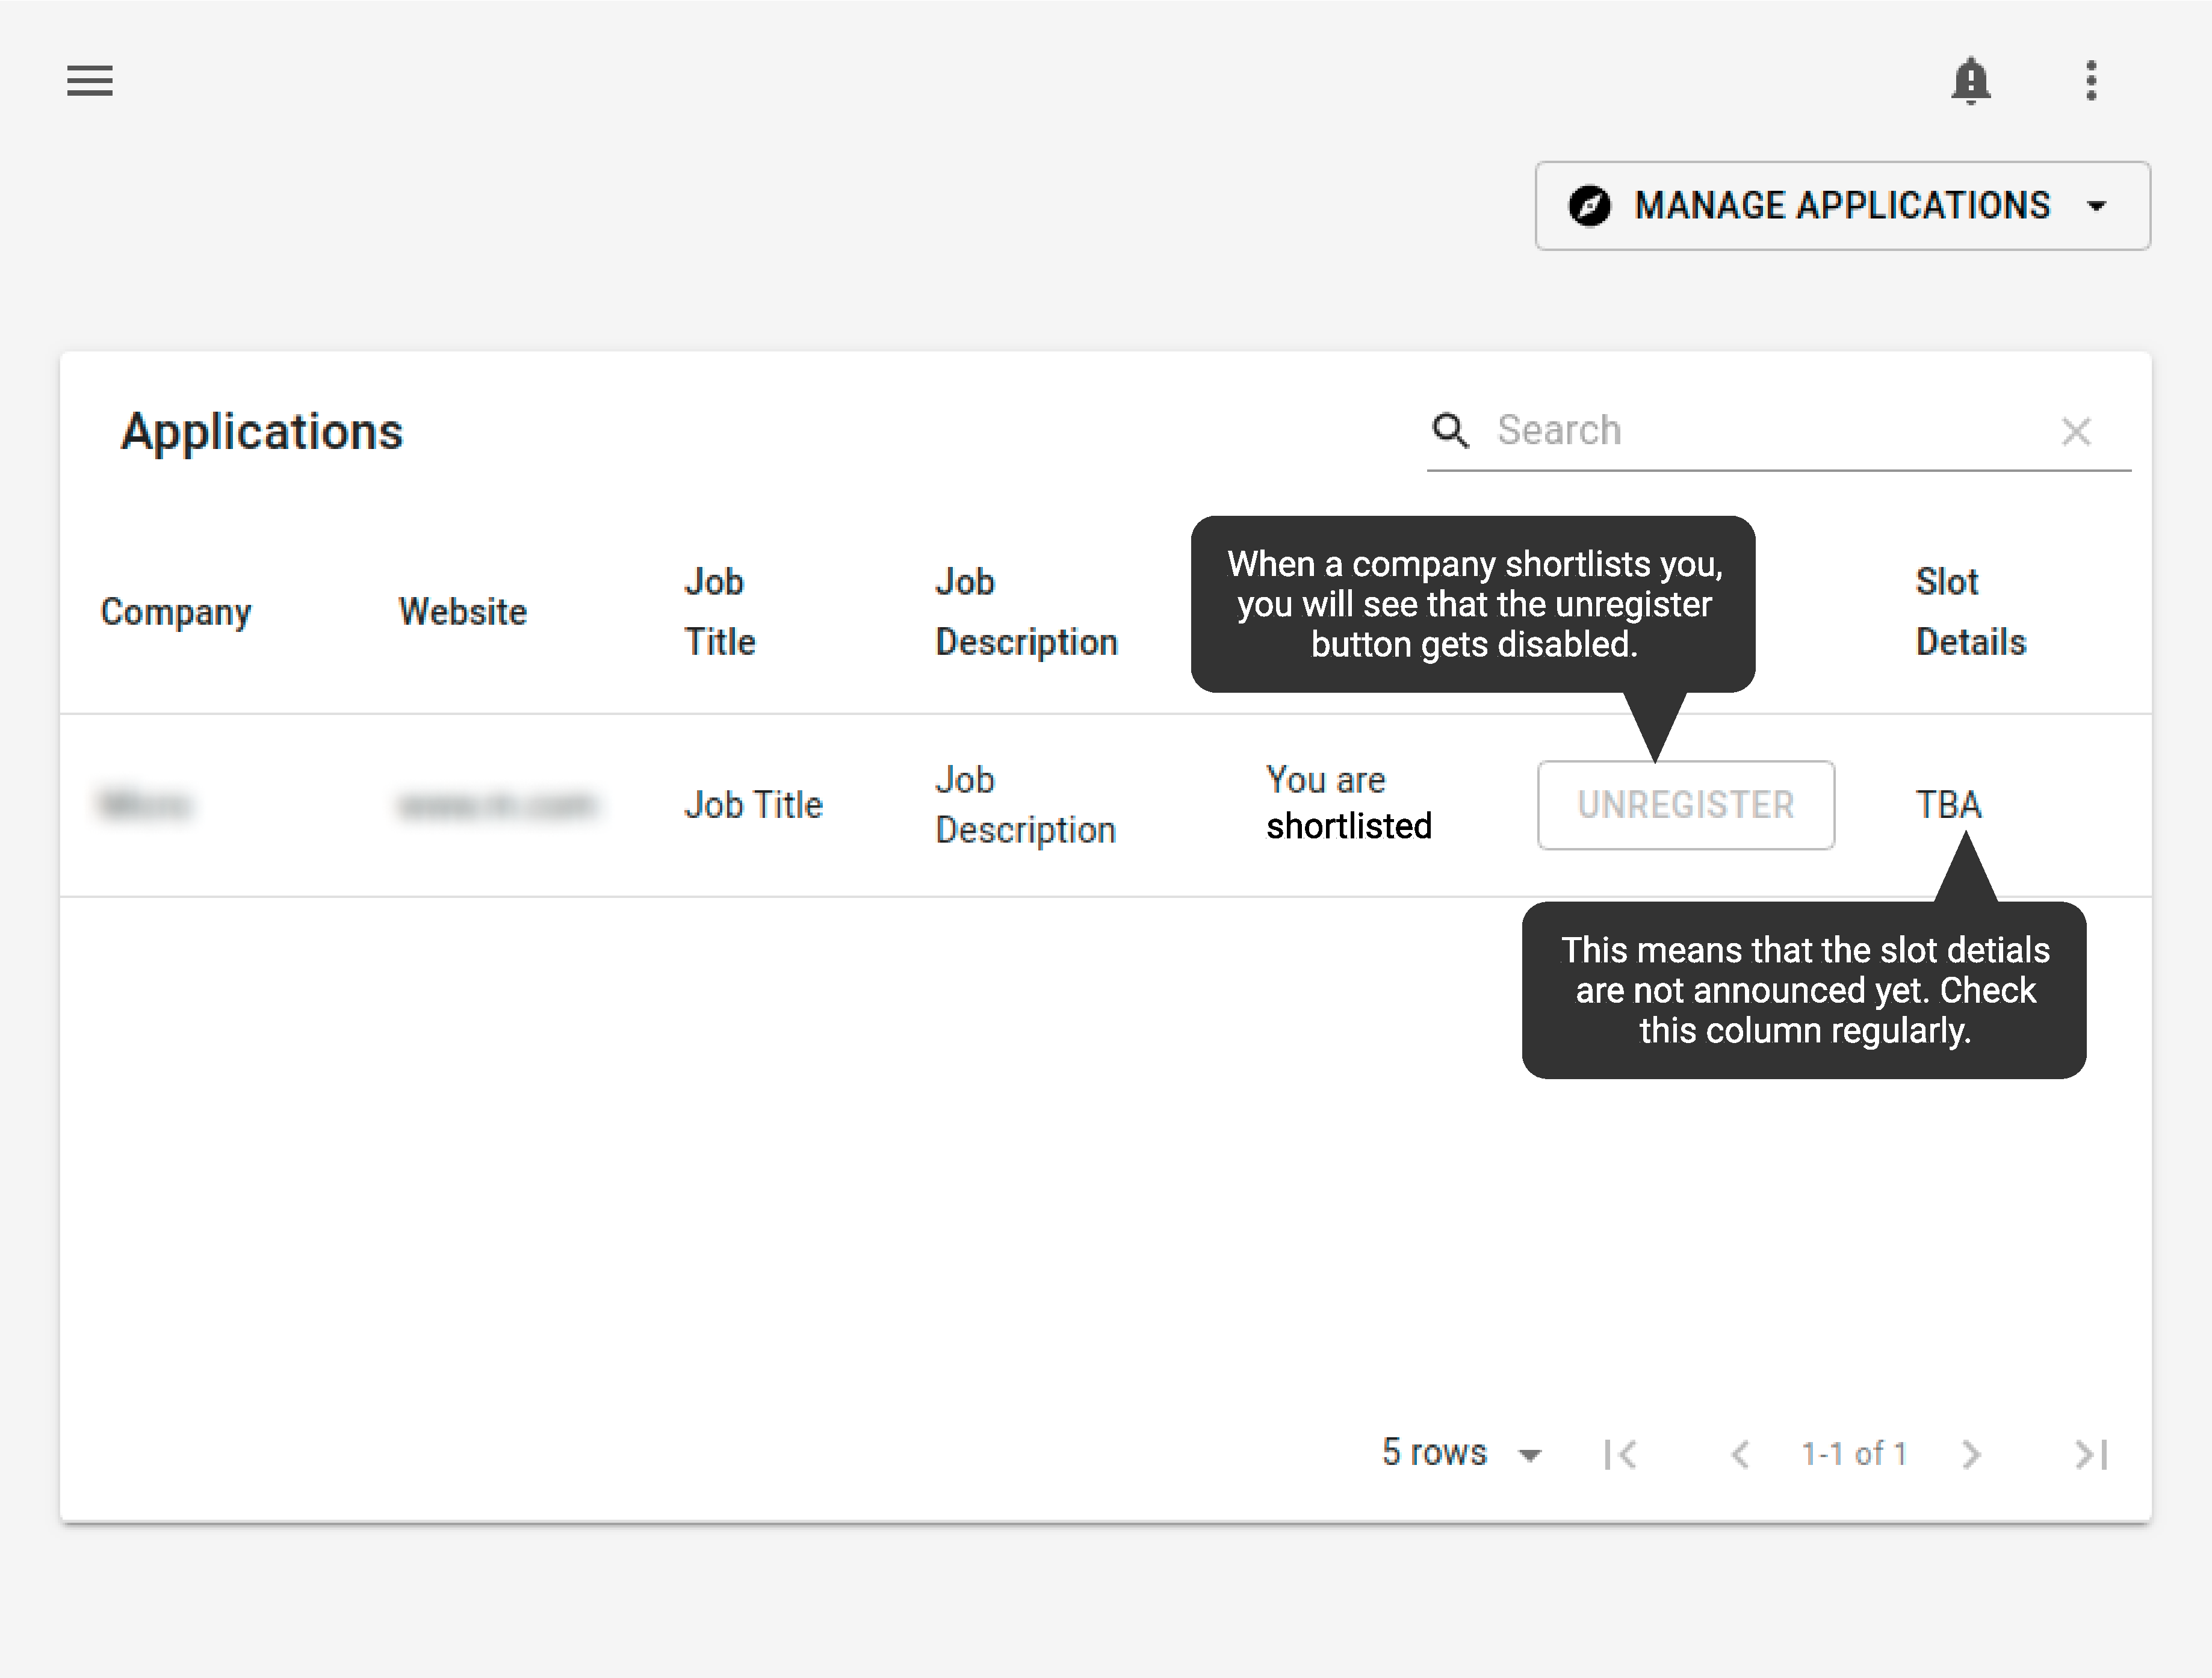 MANAGE APPLICATIONS
Applications
Search
When a company shortlists you,
you will see that the unregister
button gets disabled.
Company
Website
Job
Title
Job
Description
Slot
Details
Job Title
Job
Description
You are
shortlisted
UNREGISTER
TBA
This means that the slot detials
are not announced yet. Check
this column regularly.
5 rows
1-1 of 1